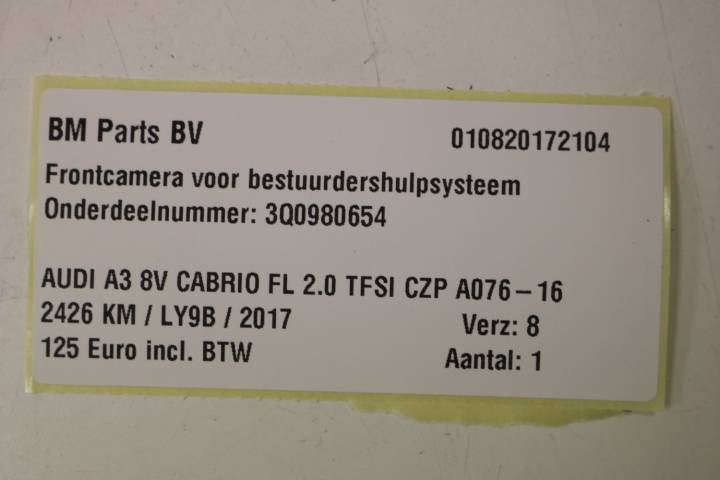 BM Parts BV 010820172104
Frontcamera voor bestuurdershulpsysteem
Onderdeelnummer: 3Q0980654
AUDI A3 8V CABRIO FL 2.0 TFSI CZP A076-16
2426 KM / LY9B / 2017 Verz: 8
125 Euro incl. BTW Aantal: 1